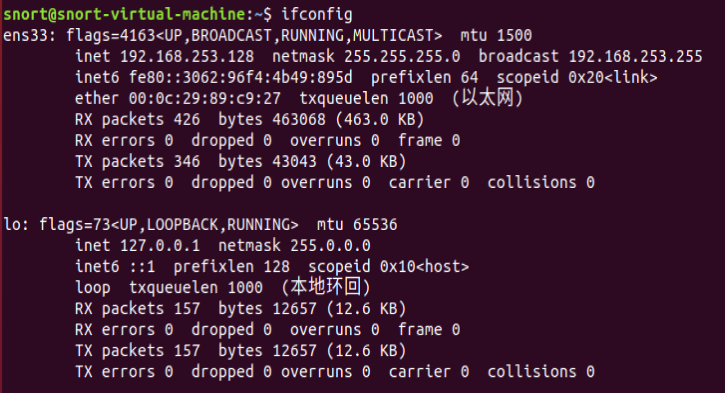 snort@snort-virtual-machine:~$ ifconfig
ens33: flags=4163<UP,BROADCAST,RUNNING,MULTICAST>  mtu 1500
        inet 192.168.253.128  netmask 255.255.255.0  broadcast 192.168.253.255
        inet6 fe80::3062:96f4:4b49:895d  prefixlen 64  scopeid 0x20<link>
        ether 00:0c:29:89:c9:27  txqueuelen 1000  (以太网)
        RX packets 426  bytes 463068 (463.0 KB)
        RX errors 0  dropped 0  overruns 0  frame 0
        TX packets 346  bytes 43043 (43.0 KB)
        TX errors 0  dropped 0 overruns 0  carrier 0  collisions 0

lo: flags=73<UP,LOOPBACK,RUNNING>  mtu 65536
        inet 127.0.0.1  netmask 255.0.0.0
        inet6 ::1  prefixlen 128  scopeid 0x10<host>
        loop  txqueuelen 1000  (本地环回)
        RX packets 157  bytes 12657 (12.6 KB)
        RX errors 0  dropped 0  overruns 0  frame 0
        TX packets 157  bytes 12657 (12.6 KB)
        TX errors 0  dropped 0 overruns 0  carrier 0  collisions 0